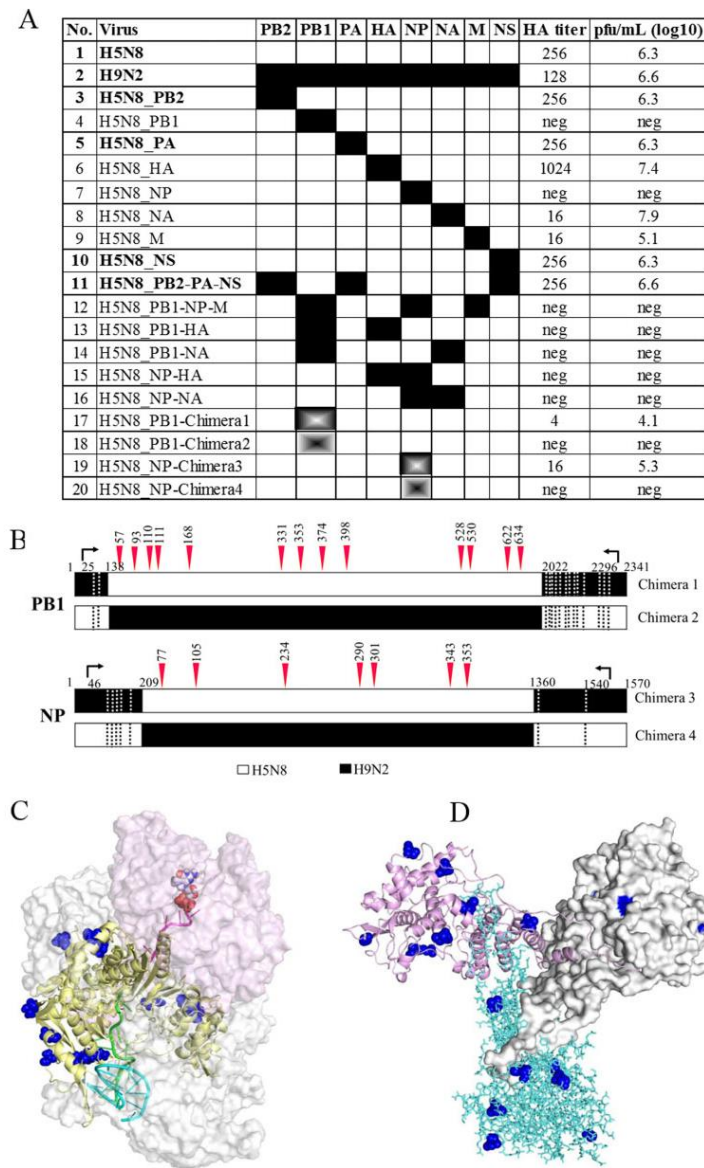 A
No. Virus PB2 PB1 PA HA NP NA M NS HA titer pfu/mL (log10)
1 H5N8 256 6.3
2 H9N2 128 6.6
3 H5N8_PB2 256 6.3
4 H5N8_PB1 neg neg
5 H5N8_PA 256 6.3
6 H5N8_HA 1024 7.4
7 H5N8_NP neg neg
8 H5N8_NA 16 7.9
9 H5N8_M 16 5.1
10 H5N8_NS 256 6.3
11 H5N8_PB2-PA-NS 256 6.6
12 H5N8_PB1-NP-M neg neg
13 H5N8_PB1-HA neg neg
14 H5N8_PB1-NA neg neg
15 H5N8_NP-HA neg neg
16 H5N8_NP-NA neg neg
17 H5N8_PB1-Chimera1 4 4.1
18 H5N8_PB1-Chimera2 neg neg
19 H5N8_NP-Chimera3 16 5.3
20 H5N8_NP-Chimera4 neg neg
B
57 93 110 111 168 331 353 374 398 528 530 622 634
1 25 138 2022 2296 2341
Chimera 1
PB1
Chimera 2
77 105 234 290 301 343 353
1 46 209 1360 1540 1570
Chimera 3
NP
Chimera 4
H5N8 H9N2
C D